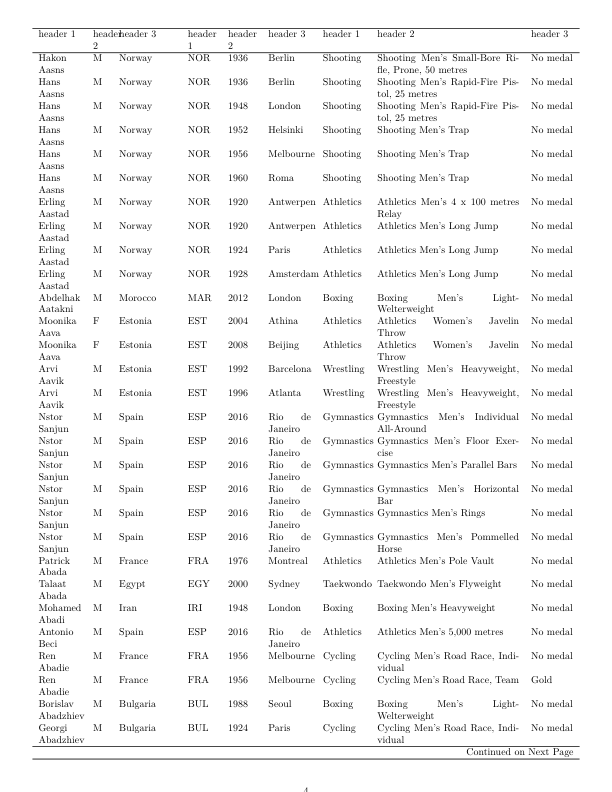 header 1 header 2 header 3 header 1 header 2 header 3 header 1 header 2 header 3
Hakon Aasns M Norway NOR 1936 Berlin Shooting Shooting Men's Small-Bore Rifle, Prone, 50 metres No medal
Hans Aasns M Norway NOR 1936 Berlin Shooting Shooting Men's Rapid-Fire Pistol, 25 metres No medal
Hans Aasns M Norway NOR 1948 London Shooting Shooting Men's Rapid-Fire Pistol, 25 metres No medal
Hans Aasns M Norway NOR 1952 Helsinki Shooting Shooting Men's Trap No medal
Hans Aasns M Norway NOR 1956 Melbourne Shooting Shooting Men's Trap No medal
Hans Aasns M Norway NOR 1960 Roma Shooting Shooting Men's Trap No medal
Erling Aastad M Norway NOR 1920 Antwerpen Athletics Athletics Men's 4 x 100 metres Relay No medal
Erling Aastad M Norway NOR 1920 Antwerpen Athletics Athletics Men's Long Jump No medal
Erling Aastad M Norway NOR 1924 Paris Athletics Athletics Men's Long Jump No medal
Erling Aastad M Norway NOR 1928 Amsterdam Athletics Athletics Men's Long Jump No medal
Abdelhak Aatakni M Morocco MAR 2012 London Boxing Boxing Men's Light-Welterweight No medal
Moonika Aava F Estonia EST 2004 Athina Athletics Athletics Women's Javelin Throw No medal
Moonika Aava F Estonia EST 2008 Beijing Athletics Athletics Women's Javelin Throw No medal
Arvi Aavik M Estonia EST 1992 Barcelona Wrestling Wrestling Men's Heavyweight, Freestyle No medal
Arvi Aavik M Estonia EST 1996 Atlanta Wrestling Wrestling Men's Heavyweight, Freestyle No medal
Nstor Sanjun M Spain ESP 2016 Rio de Janeiro Gymnastics Gymnastics Men's Individual All-Around No medal
Nstor Sanjun M Spain ESP 2016 Rio de Janeiro Gymnastics Gymnastics Men's Floor Exercise No medal
Nstor Sanjun M Spain ESP 2016 Rio de Janeiro Gymnastics Gymnastics Men's Parallel Bars No medal
Nstor Sanjun M Spain ESP 2016 Rio de Janeiro Gymnastics Gymnastics Men's Horizontal Bar No medal
Nstor Sanjun M Spain ESP 2016 Rio de Janeiro Gymnastics Gymnastics Men's Rings No medal
Nstor Sanjun M Spain ESP 2016 Rio de Janeiro Gymnastics Gymnastics Men's Pommelled Horse No medal
Patrick Abada M France FRA 1976 Montreal Athletics Athletics Men's Pole Vault No medal
Talaat Abada M Egypt EGY 2000 Sydney Taekwondo Taekwondo Men's Flyweight No medal
Mohamed Abadi M Iran IRI 1948 London Boxing Boxing Men's Heavyweight No medal
Antonio Beci M Spain ESP 2016 Rio de Janeiro Athletics Athletics Men's 5,000 metres No medal
Ren Abadie M France FRA 1956 Melbourne Cycling Cycling Men's Road Race, Individual No medal
Ren Abadie M France FRA 1956 Melbourne Cycling Cycling Men's Road Race, Team Gold
Borislav Abadzhiev M Bulgaria BUL 1988 Seoul Boxing Boxing Men's Light-Welterweight No medal
Georgi Abadzhiev M Bulgaria BUL 1924 Paris Cycling Cycling Men's Road Race, Individual No medal
Continued on Next Page